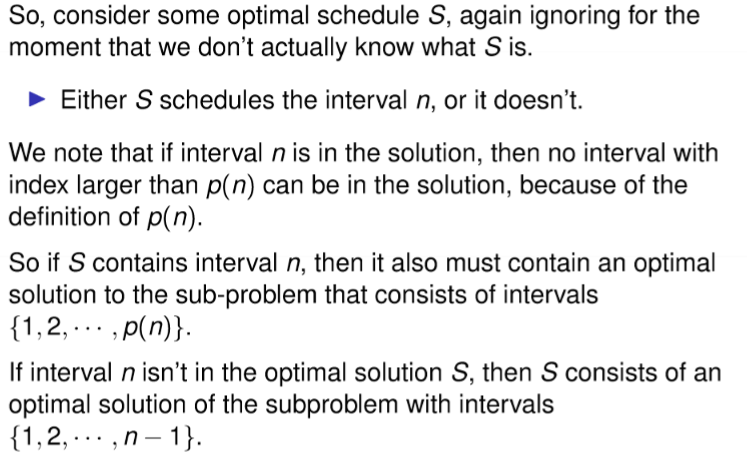 So, consider some optimal schedule S, again ignoring for the
moment that we don't actually know what S is.
▶ Either S schedules the interval n, or it doesn't.
We note that if interval n is in the solution, then no interval with
index larger than p(n) can be in the solution, because of the
definition of p(n).
So if S contains interval n, then it also must contain an optimal
solution to the sub-problem that consists of intervals
{1, 2, ⋯ , p(n)}.
If interval n isn't in the optimal solution S, then S consists of an
optimal solution of the subproblem with intervals
{1, 2, ⋯ , n − 1}.